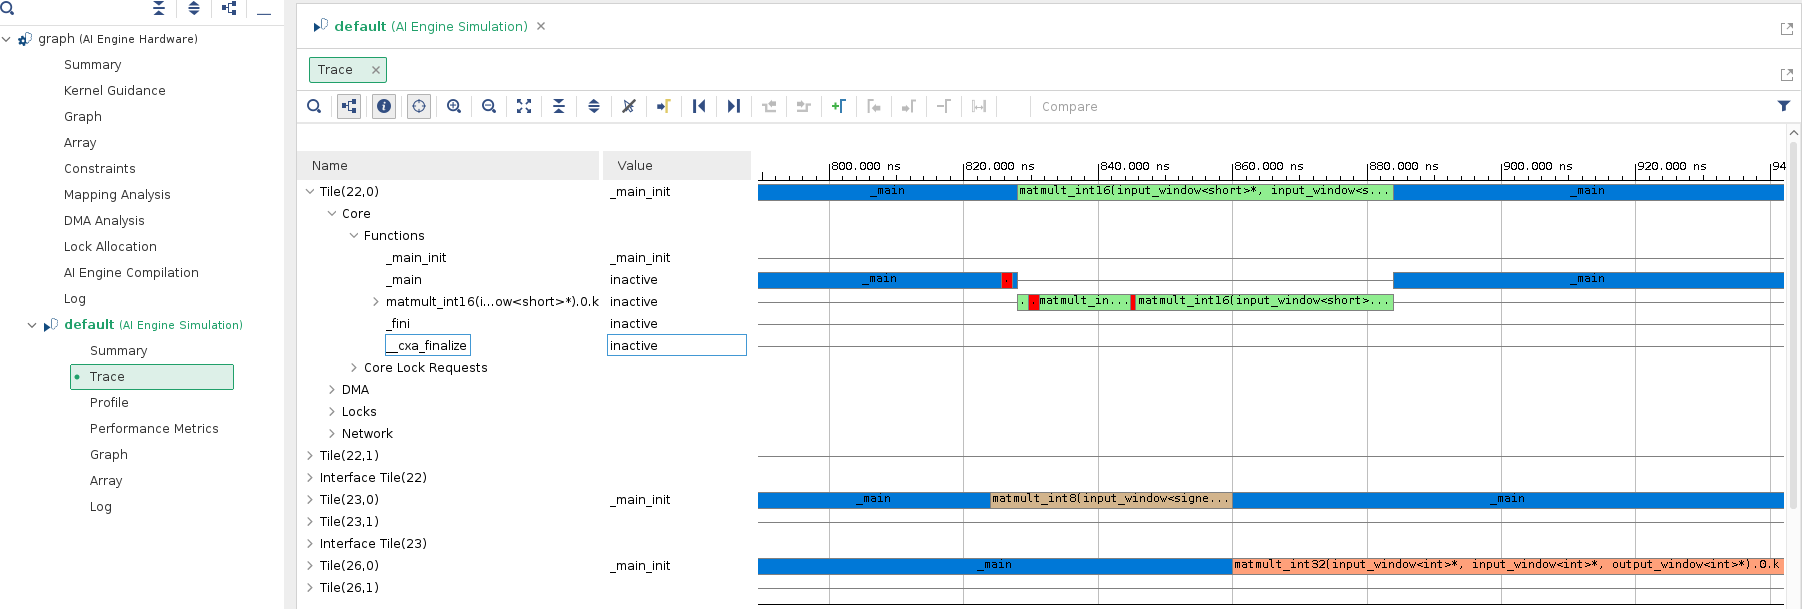 graph (AI Engine Hardware)
Summary
Kernel Guidance
Graph
Array
Constraints
Mapping Analysis
DMA Analysis
Lock Allocation
AI Engine Compilation
Log
default (AI Engine Simulation)
Summary
Trace
Profile
Performance Metrics
Graph
Array
Log
default (AI Engine Simulation)
Trace
Compare
Name Value
800.000 ns 820.000 ns 840.000 ns 860.000 ns 880.000 ns 900.000 ns 920.000 ns 94
Tile(22,0) _main_init _main matmult_int16(input_window<short>*, input_window<s... _main
Core
Functions
_main_init _main_init
_main inactive _main _main
matmult_int16(i...ow<short>*).0.k inactive . matmult_in... matmult_int16(input_window<short>...
_fini inactive
__cxa_finalize inactive
Core Lock Requests
DMA
Locks
Network
Tile(22,1)
Interface Tile(22)
Tile(23,0) _main_init _main matmult_int8(input_window<signe... _main
Tile(23,1)
Interface Tile(23)
Tile(26,0) _main_init _main matmult_int32(input_window<int>*, input_window<int>*, output_window<int>*).0.k
Tile(26,1)